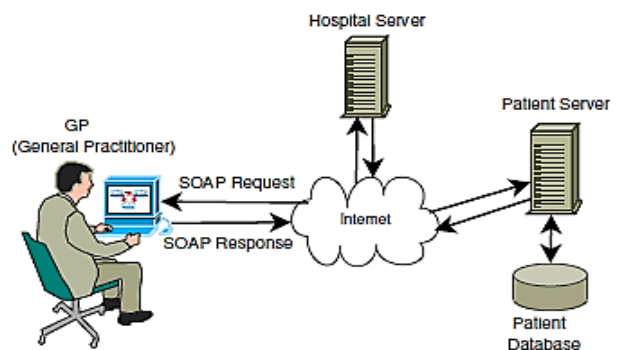 Hospital Server
Patient Server
GP
(General Practitioner)
SOAP Request
Internet
SOAP Response
Patient
Database